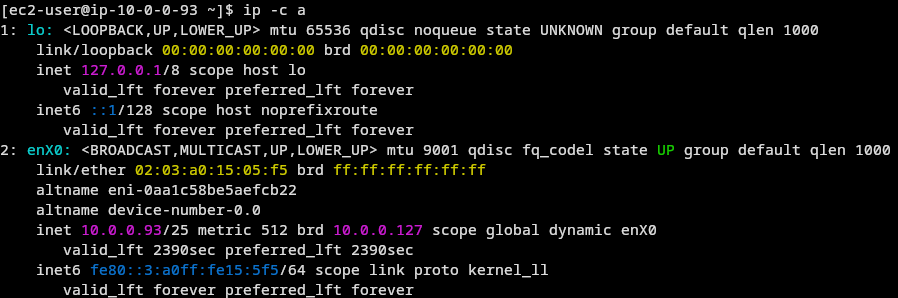 [ec2-user@ip-10-0-0-93 ~]$ ip -c a
1: lo: <LOOPBACK,UP,LOWER_UP> mtu 65536 qdisc noqueue state UNKNOWN group default qlen 1000
    link/loopback 00:00:00:00:00:00 brd 00:00:00:00:00:00
    inet 127.0.0.1/8 scope host lo
       valid_lft forever preferred_lft forever
    inet6 ::1/128 scope host noprefixroute
       valid_lft forever preferred_lft forever
2: enX0: <BROADCAST,MULTICAST,UP,LOWER_UP> mtu 9001 qdisc fq_codel state UP group default qlen 1000
    link/ether 02:03:a0:15:05:f5 brd ff:ff:ff:ff:ff:ff
    altname eni-0aa1c58be5aefcb22
    altname device-number-0.0
    inet 10.0.0.93/25 metric 512 brd 10.0.0.127 scope global dynamic enX0
       valid_lft 2390sec preferred_lft 2390sec
    inet6 fe80::3:a0ff:fe15:5f5/64 scope link proto kernel_ll
       valid_lft forever preferred_lft forever